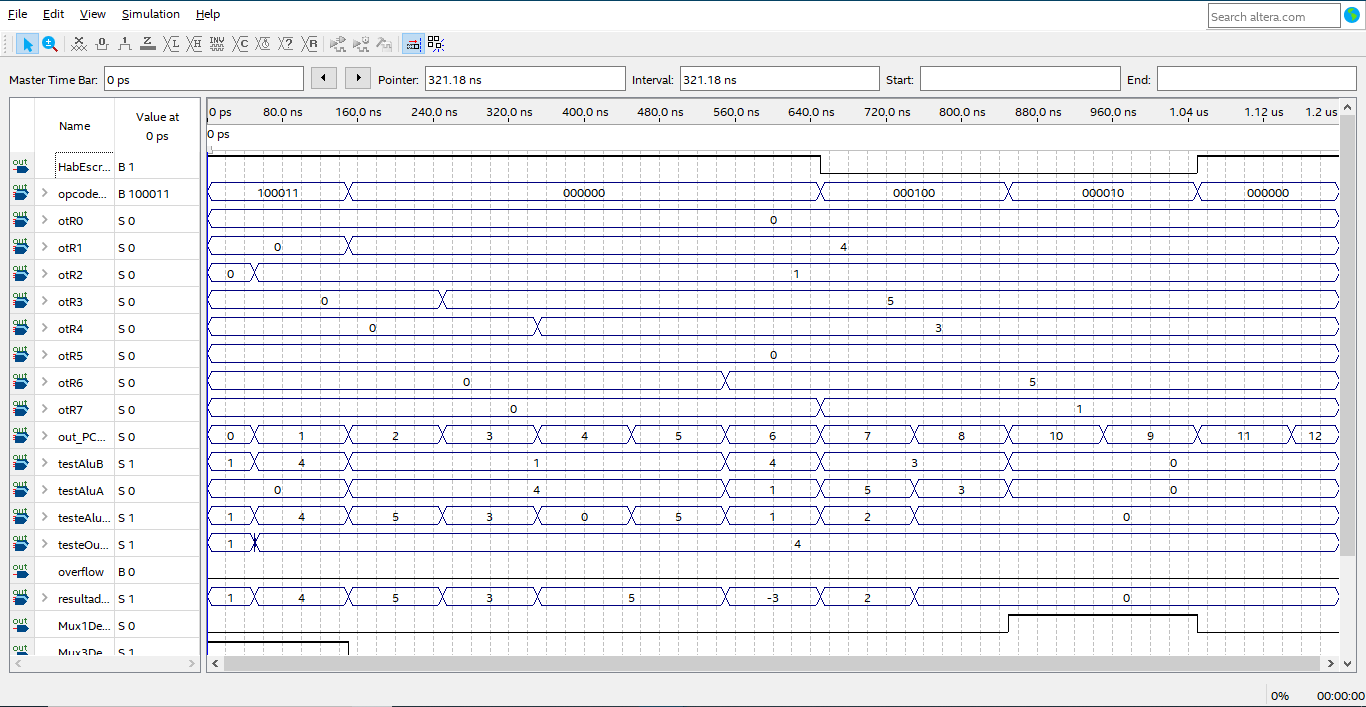 File Edit View Simulation Help
Search altera.com
Master Time Bar: 0 ps Pointer: 321.18 ns Interval: 321.18 ns Start: End:
Name Value at 0 ps
0 ps 80.0 ns 160.0 ns 240.0 ns 320.0 ns 400.0 ns 480.0 ns 560.0 ns 640.0 ns 720.0 ns 800.0 ns 880.0 ns 960.0 ns 1.04 us 1.12 us 1.2 us
0 ps
out HabEscr... B 1
out opcode... B 100011 100011 000000 000100 000010 000000
out otR0 S 0 0
out otR1 S 0 0 4
out otR2 S 0 0 1
out otR3 S 0 0 5
out otR4 S 0 0 3
out otR5 S 0 0
out otR6 S 0 0 5
out otR7 S 0 0 1
out out_PC... S 0 0 1 2 3 4 5 6 7 8 10 9 11 12
out testAluB S 1 1 4 1 4 3 0
out testAluA S 0 0 4 1 5 3 0
out testeAlu... S 1 1 4 5 3 0 5 1 2 0
out testeOu... S 1 1 4
out overflow B 0
out resultad... S 1 1 4 5 3 5 -3 2 0
out Mux1De... S 0
out Mux3De... S 1
0% 00:00:00